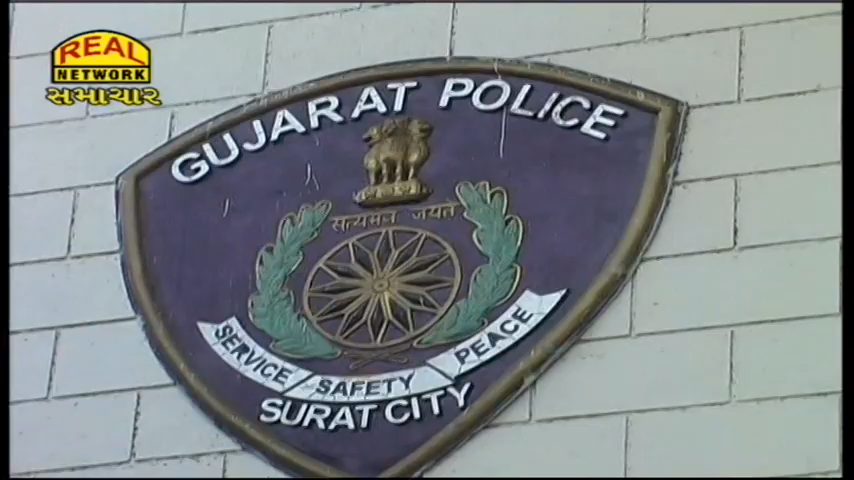 REAL
NETWORK
સમાચાર
GUJARAT POLICE
सत्यमेव जयते
SERVICE SAFETY PEACE
SURAT CITY